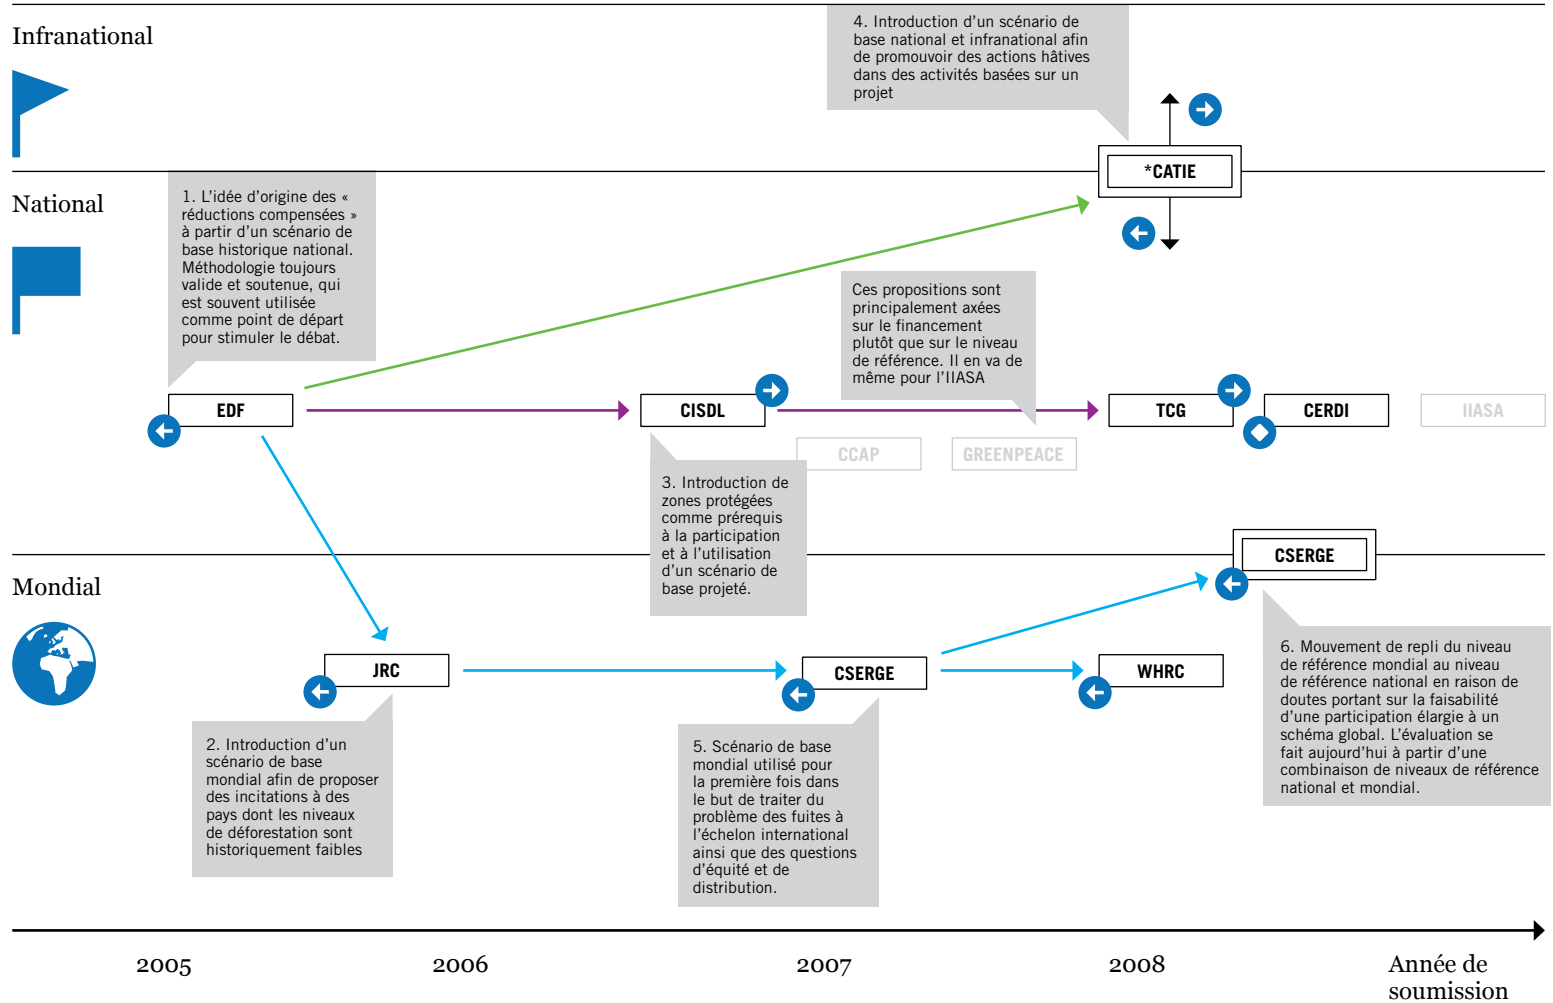 Infranational
4. Introduction d’un scénario de
base national et infranational afin
de promouvoir des actions hâtives
dans des activités basées sur un
projet
*CATIE
National
1. L’idée d’origine des «
réductions compensées »
à partir d’un scénario de
base historique national.
Méthodologie toujours
valide et soutenue, qui
est souvent utilisée
comme point de départ
pour stimuler le débat.
Ces propositions sont
principalement axées
sur le financement
plutôt que sur le niveau
de référence. Il en va de
même pour l’IIASA
EDF
CISDL
TCG
CERDI
IIASA
CCAP
GREENPEACE
3. Introduction de
zones protégées
comme prérequis
à la participation
et à l’utilisation
d’un scénario de
base projeté.
Mondial
CSERGE
JRC
CSERGE
WHRC
2. Introduction d’un
scénario de base
mondial afin de proposer
des incitations à des
pays dont les niveaux
de déforestation sont
historiquement faibles
5. Scénario de base
mondial utilisé pour
la première fois dans
le but de traiter du
problème des fuites à
l’échelon international
ainsi que des questions
d’équité et de
distribution.
6. Mouvement de repli du niveau
de référence mondial au niveau
de référence national en raison de
doutes portant sur la faisabilité
d’une participation élargie à un
schéma global. L’évaluation se
fait aujourd’hui à partir d’une
combinaison de niveaux de référence
national et mondial.
2005
2006
2007
2008
Année de
soumission